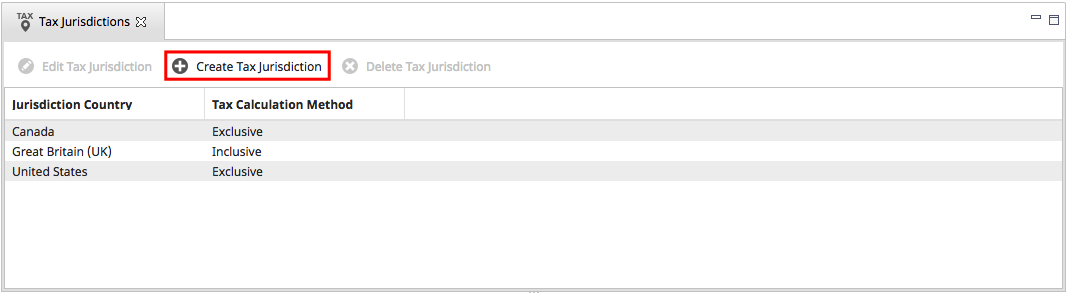 TAX Tax Jurisdictions
Edit Tax Jurisdiction Create Tax Jurisdiction Delete Tax Jurisdiction
Jurisdiction Country Tax Calculation Method
Canada Exclusive
Great Britain (UK) Inclusive
United States Exclusive